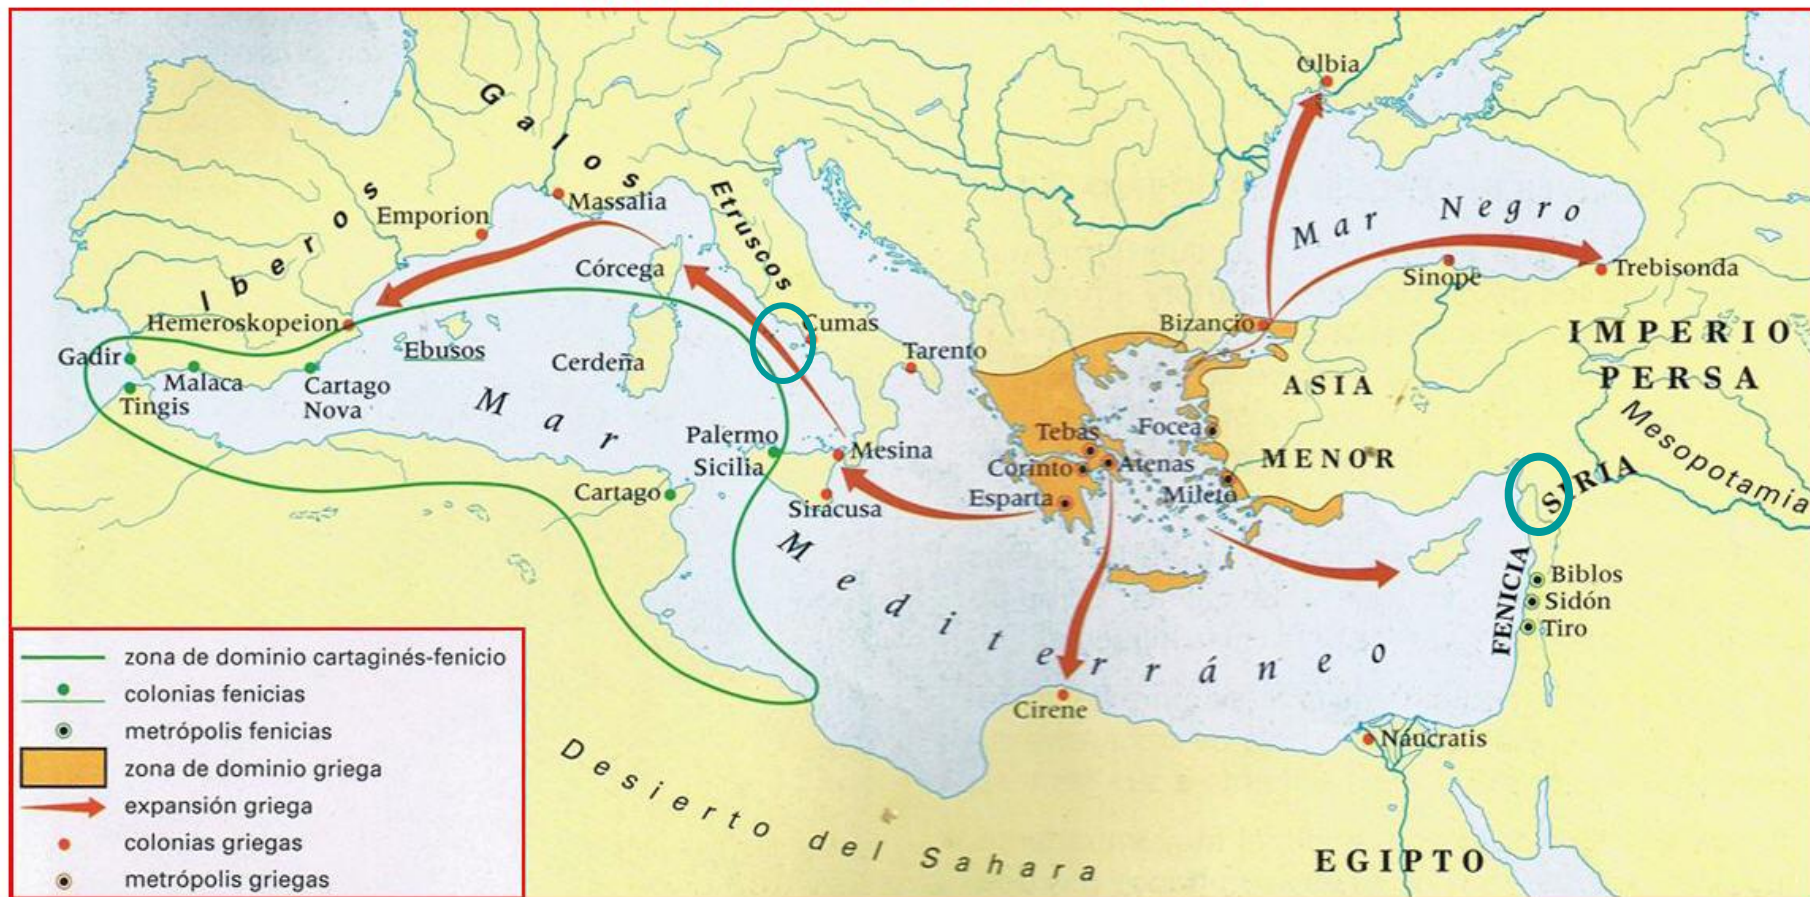 Olbia
Galos
Etruscos
Massalia
Emporion
Iberos
Mar Negro
Córcega
Sinope
Trebisonda
Hemeroskopeion
Cumas
Bizancio
IMPERIO
PERSA
Gadir
Ebusos
Cerdeña
Tarento
Malaca
Cartago
Nova
Tingis
ASIA
MENOR
Mesopotamia
Mar
Mediterráneo
Palermo
Sicilia
Mesina
Tebas
Focea
Corinto
Atenas
Cartago
Siracusa
Esparta
Mileto
SIRIA
FENICIA
Biblos
Sidón
Tiro
Cirene
Náucratis
Desierto del Sahara
EGIPTO
zona de dominio cartaginés-fenicio
colonias fenicias
metrópolis fenicias
zona de dominio griega
expansión griega
colonias griegas
metrópolis griegas